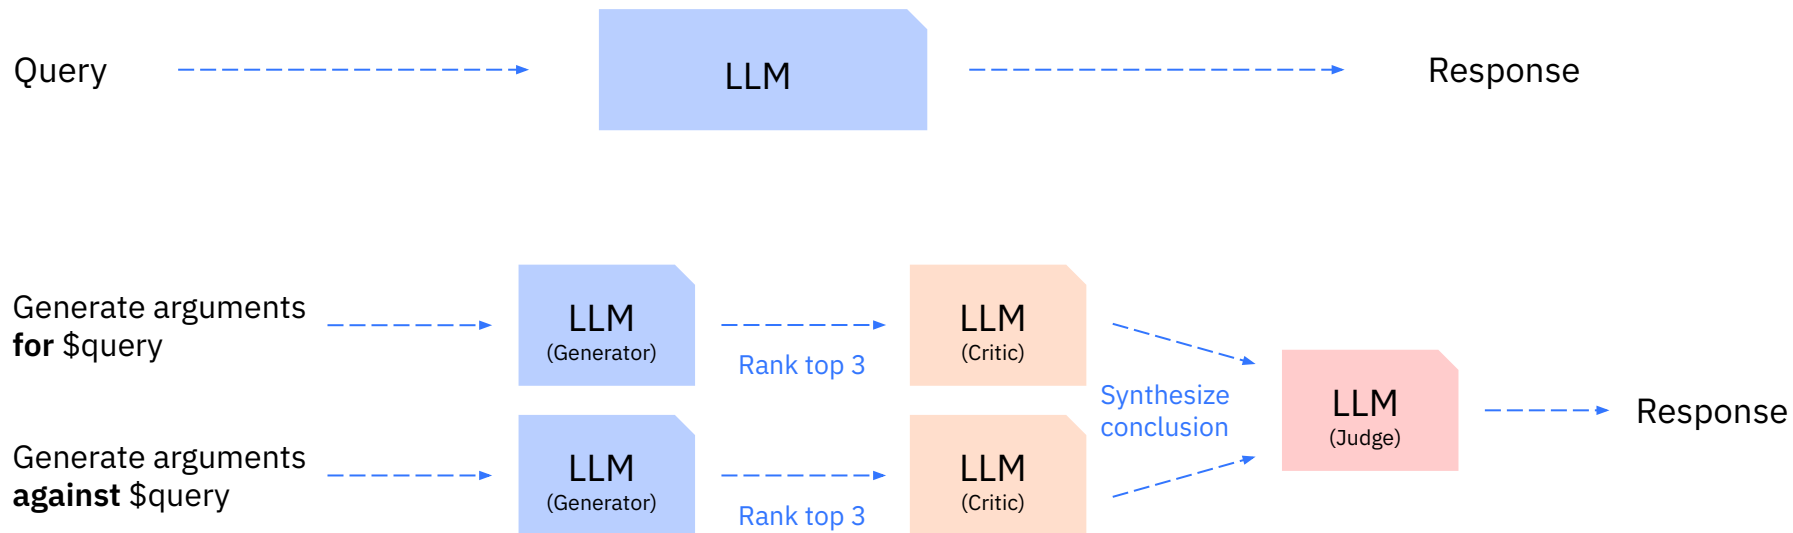 Query
LLM
Response
Generate arguments
for $query
LLM
(Generator)
Rank top 3
LLM
(Critic)
Generate arguments
against $query
LLM
(Generator)
Rank top 3
LLM
(Critic)
Synthesize
conclusion
LLM
(Judge)
Response